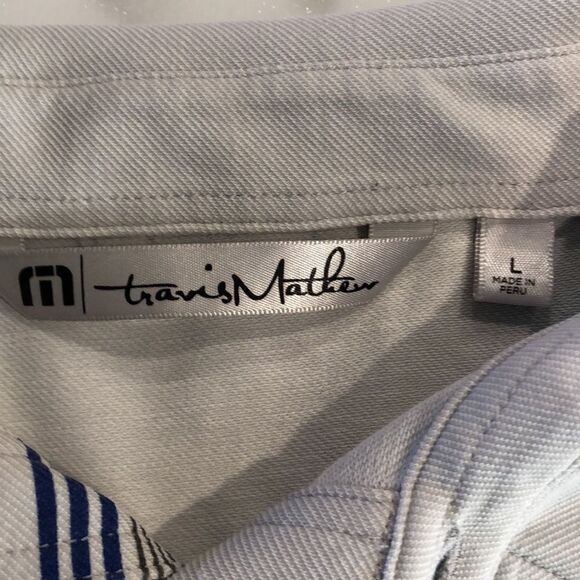 m | travisMathew
L
MADE IN
PERU